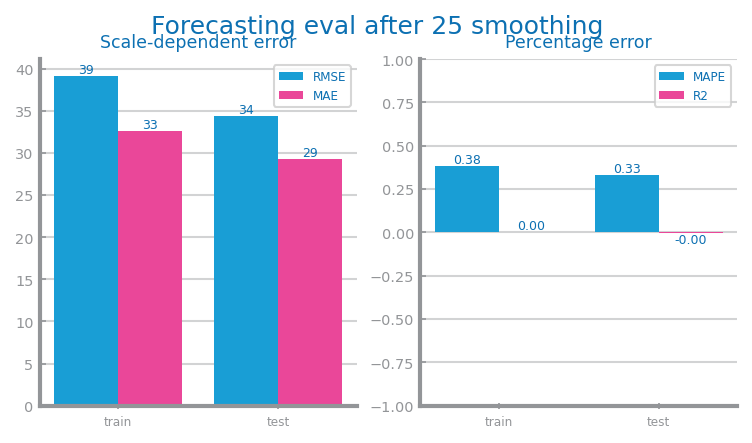 Forecasting eval after 25 smoothing
Scale-dependent error
40
35
30
25
20
15
10
5
0
39
33
34
29
RMSE
MAE
train
test
Percentage error
1.00
0.75
0.50
0.25
0.00
−0.25
−0.50
−0.75
−1.00
0.38
0.00
0.33
-0.00
MAPE
R2
train
test